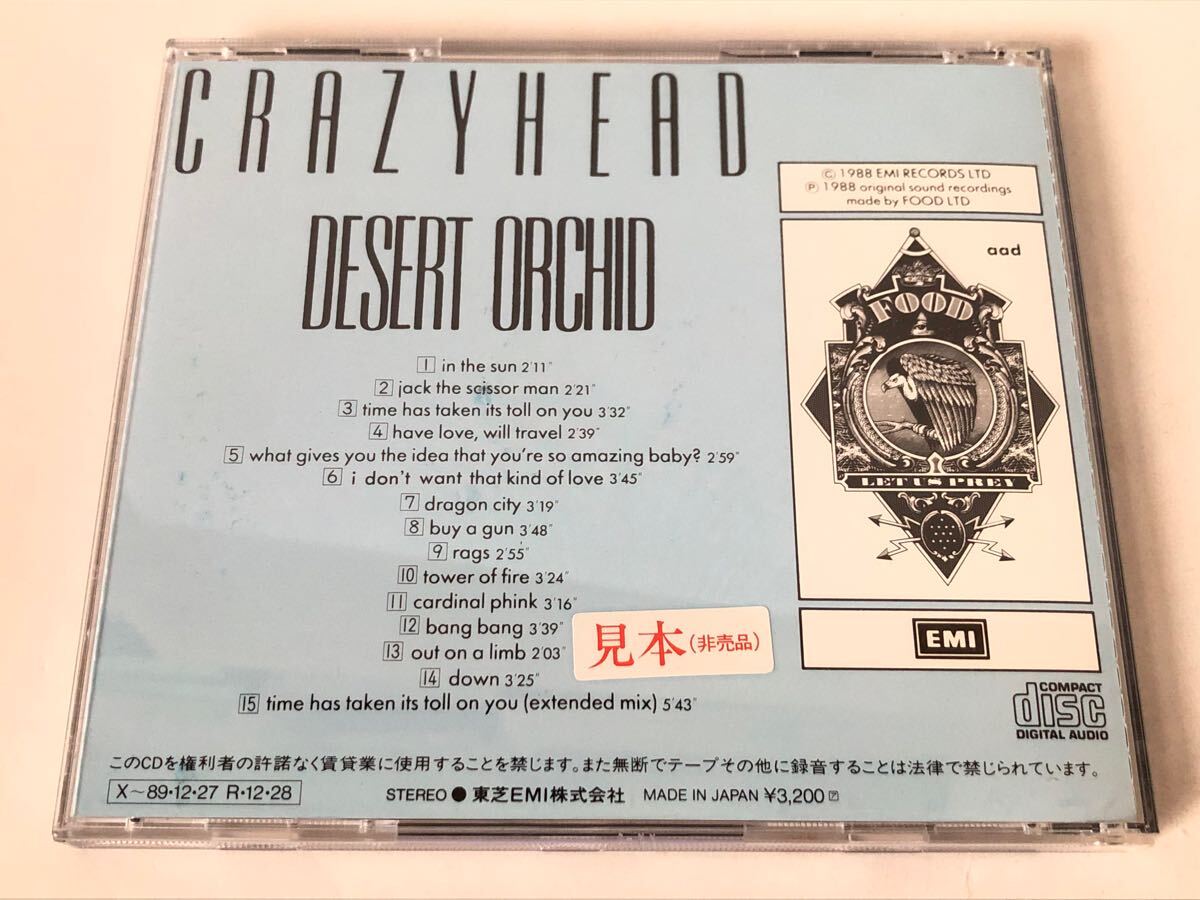 CRAZYHEAD
DESERT ORCHID
1 in the sun 2'11"
2 jack the scissor man 2'21"
3 time has taken its toll on you 3'32"
4 have love, will travel 2'39"
5 what gives you the idea that you're so amazing baby? 2'59"
6 i don't want that kind of love 3'45"
7 dragon city 3'19"
8 buy a gun 3'48"
9 rags 2'55"
10 tower of fire 3'24"
11 cardinal phink 3'16"
12 bang bang 3'39"
13 out on a limb 2'03"
14 down 3'25"
15 time has taken its toll on you (extended mix) 5'43"
見本(非売品)
© 1988 EMI RECORDS LTD
℗ 1988 original sound recordings
made by FOOD LTD
aad
FOOD
LET US PREY
EMI
COMPACT
disc
DIGITAL AUDIO
このCDを権利者の許諾なく賃貸業に使用することを禁じます。また無断でテープその他に録音することは法律で禁じられています。
X〜89・12・27 R・12・28
STEREO ● 東芝EMI株式会社 MADE IN JAPAN ¥3,200